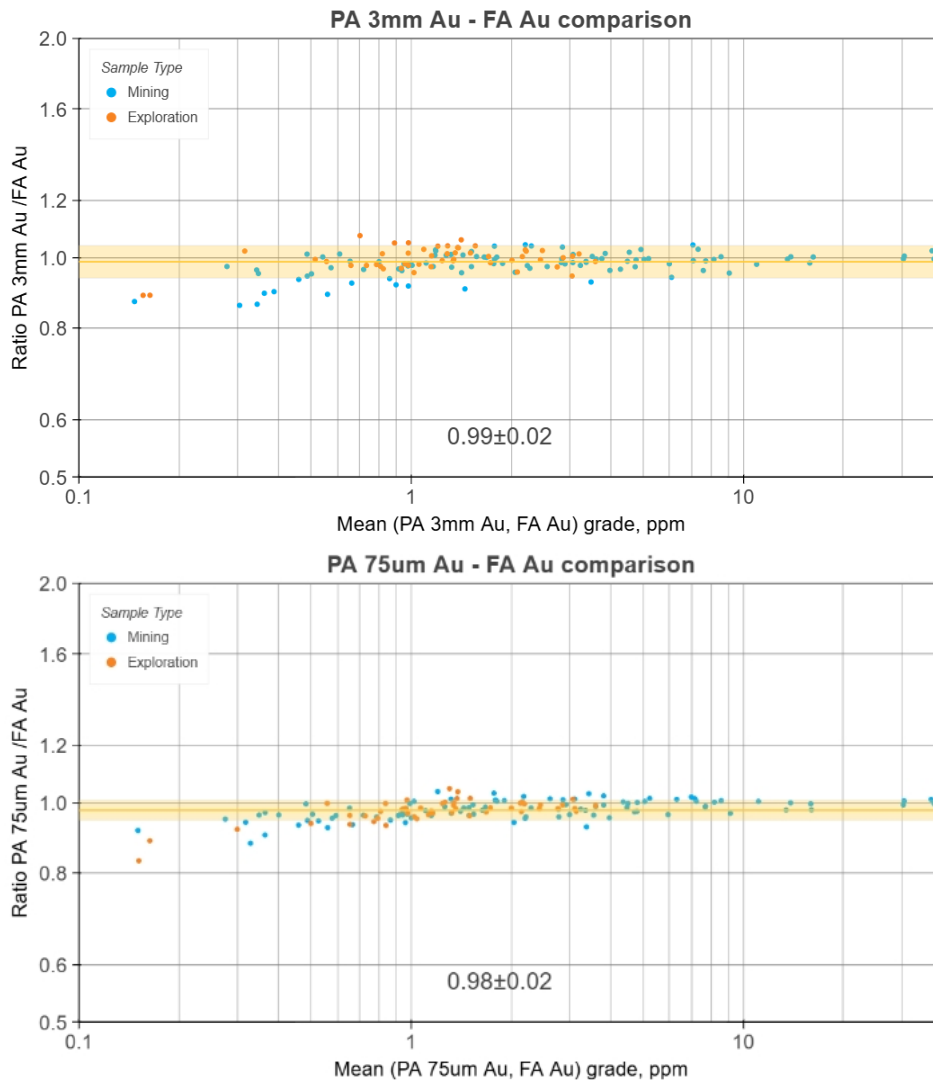 PA 3mm Au - FA Au comparison
2.0
Sample Type
Mining
1.6
Exploration
Ratio PA 3mm Au /FA Au
1.2
1.0
0.8
0.6
0.99±0.02
0.5
0.1
1
10
Mean (PA 3mm Au, FA Au) grade, ppm
PA 75um Au - FA Au comparison
2.0
Sample Type
Mining
1.6
Exploration
Ratio PA 75um Au /FA Au
1.2
1.0
0.8
0.6
0.98±0.02
0.5
0.1
1
10
Mean (PA 75um Au, FA Au) grade, ppm